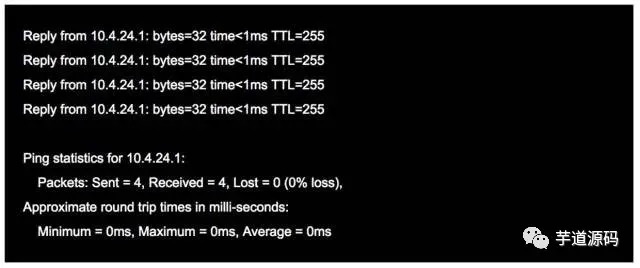 Reply from 10.4.24.1: bytes=32 time<1ms TTL=255
Reply from 10.4.24.1: bytes=32 time<1ms TTL=255
Reply from 10.4.24.1: bytes=32 time<1ms TTL=255
Reply from 10.4.24.1: bytes=32 time<1ms TTL=255
Ping statistics for 10.4.24.1:
Packets: Sent = 4, Received = 4, Lost = 0 (0% loss),
Approximate round trip times in milli-seconds:
Minimum = 0ms, Maximum = 0ms, Average = 0ms
芋道源码